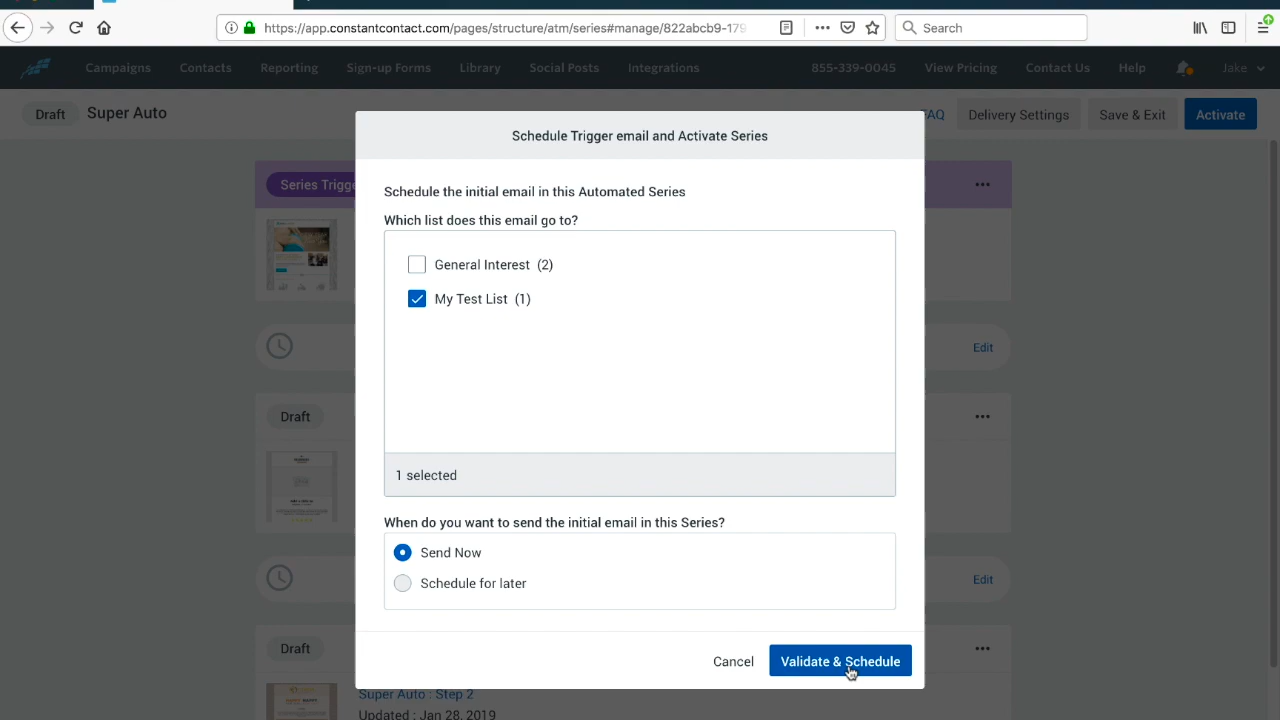 https://app.constantcontact.com/pages/structure/atm/series#manage/822abcb9-179
Search
Campaigns Contacts Reporting Sign-up Forms Library Social Posts Integrations 855-339-0045 View Pricing Contact Us Help Jake
Draft Super Auto FAQ Delivery Settings Save & Exit Activate
Schedule Trigger email and Activate Series
Series Trigge
Schedule the initial email in this Automated Series
Which list does this email go to?
General Interest (2)
My Test List (1)
Edit
Draft
1 selected
When do you want to send the initial email in this Series?
Send Now
Schedule for later
Edit
Draft
Cancel Validate & Schedule
Super Auto : Step 2
Updated : Jan 28, 2019